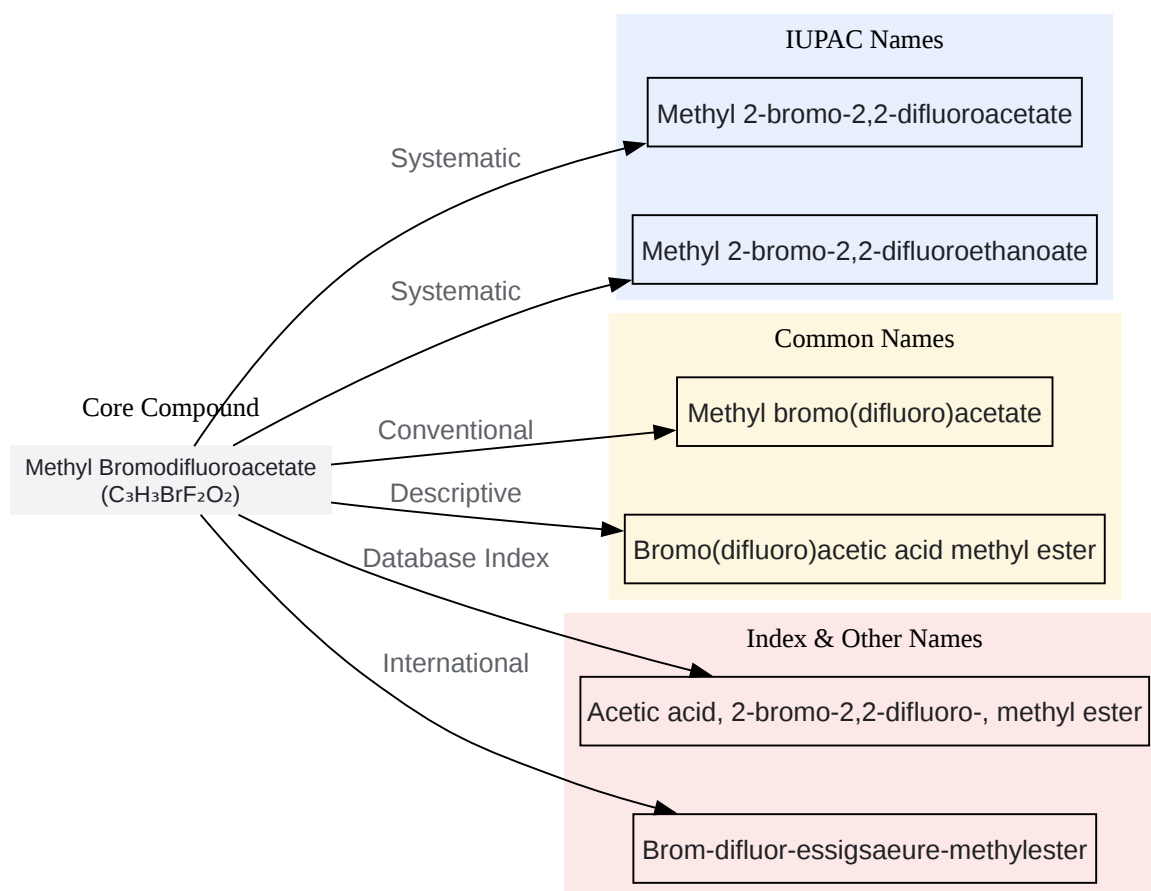 IUPAC Names
Methyl 2-bromo-2,2-difluoroacetate
Systematic
Methyl 2-bromo-2,2-difluoroethanoate
Systematic
Common Names
Core Compound
Methyl bromo(difluoro)acetate
Conventional
Methyl Bromodifluoroacetate
(C₃H₃BrF₂O₂)
Descriptive
Bromo(difluoro)acetic acid methyl ester
Database Index
Index & Other Names
International
Acetic acid, 2-bromo-2,2-difluoro-, methyl ester
Brom-difluor-essigsaeure-methylester